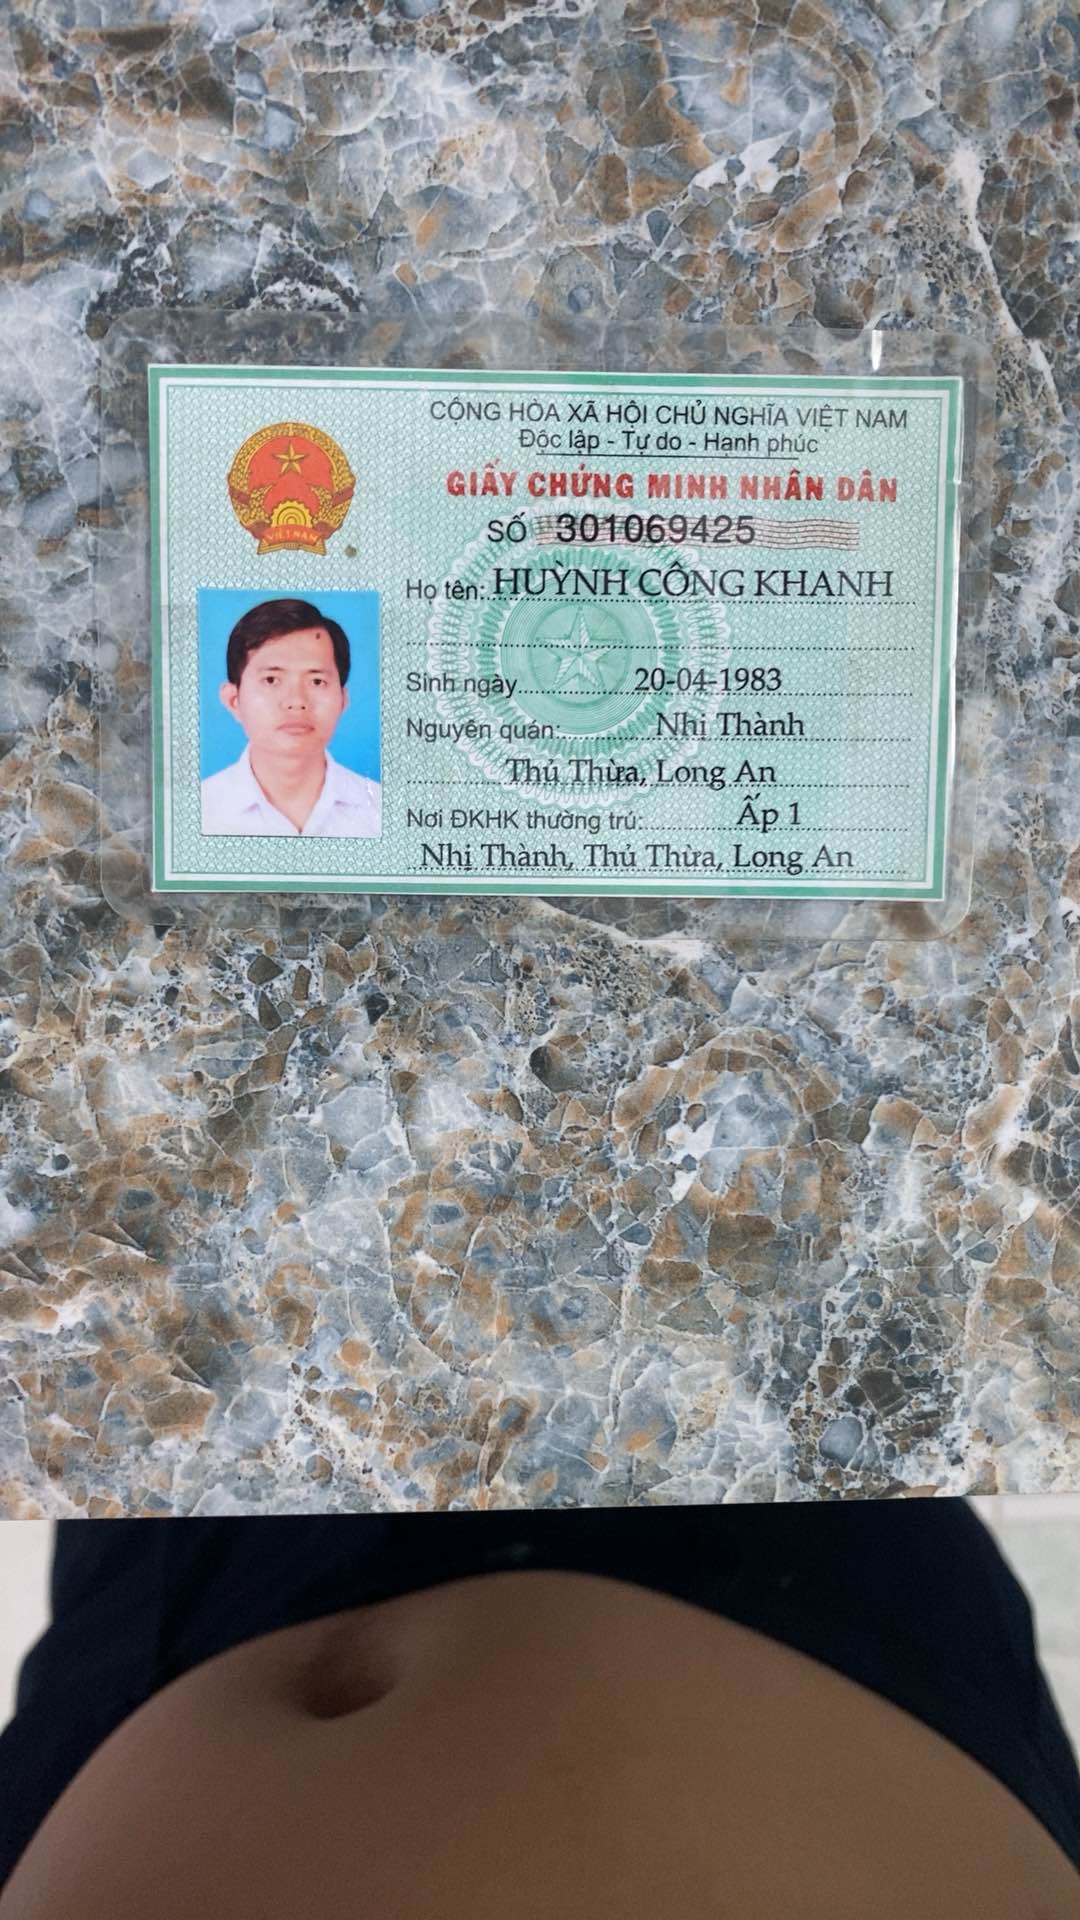 CỘNG HÒA XÃ HỘI CHỦ NGHĨA VIỆT NAM
Độc lập - Tự do - Hạnh phúc
GIẤY CHỨNG MINH NHÂN DÂN
SỐ 301069425
Họ tên: HUỲNH CÔNG KHANH
Sinh ngày 20-04-1983
Nguyên quán: Nhị Thành
Thủ Thừa, Long An
Nơi ĐKHK thường trú: Ấp 1
Nhị Thành, Thủ Thừa, Long An
VIỆT NAM